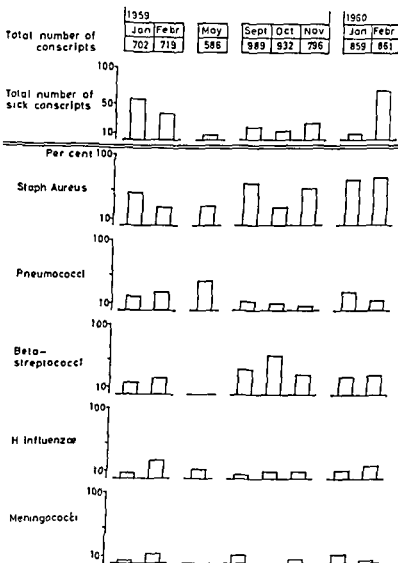 1959 1960
Jan Febr May Sept Oct Nov Jan Febr
Total number of
conscripts
702 719 586 989 932 796 859 861
Total number of
sick conscripts
100
50
10
Per cent 100
Staph Aureus
10
100
Pneumococci
10
100
Beta-
streptococci
10
100
H influenzae
10
100
Meningococci
10